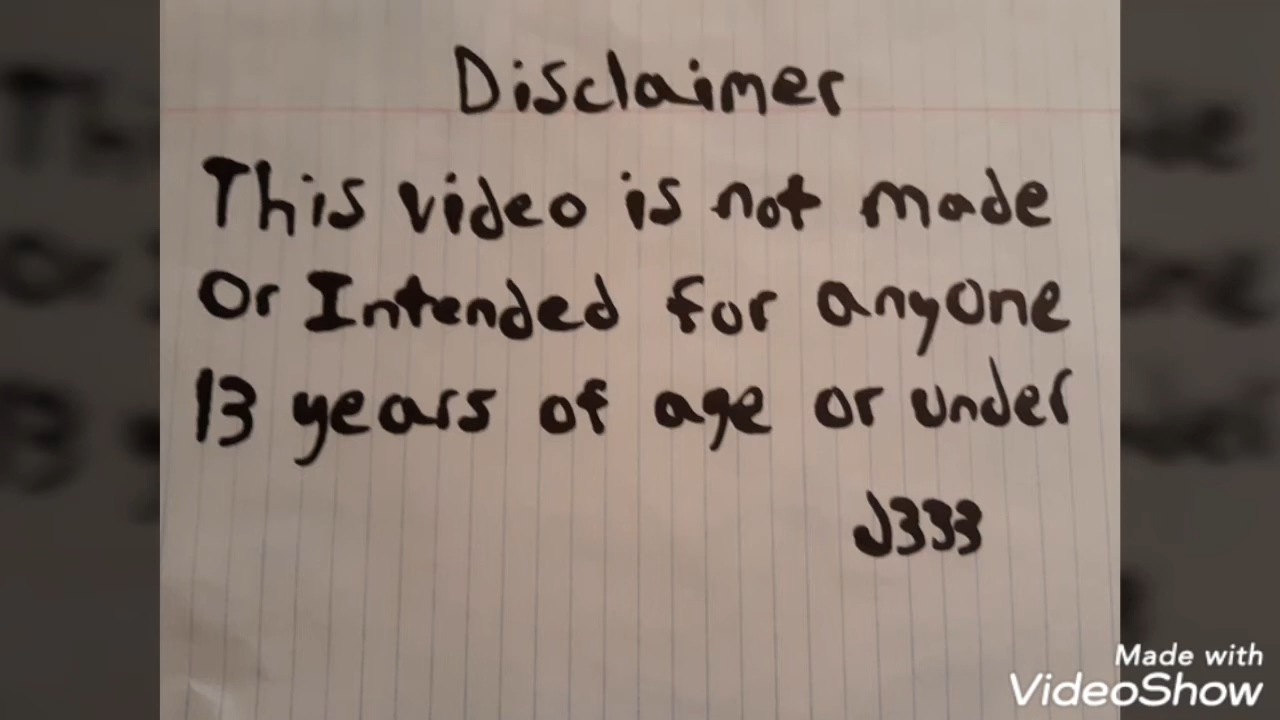 Disclaimer
This video is not made
Or Intended for anyone
13 years of age or under
J333
Made with
VideoShow